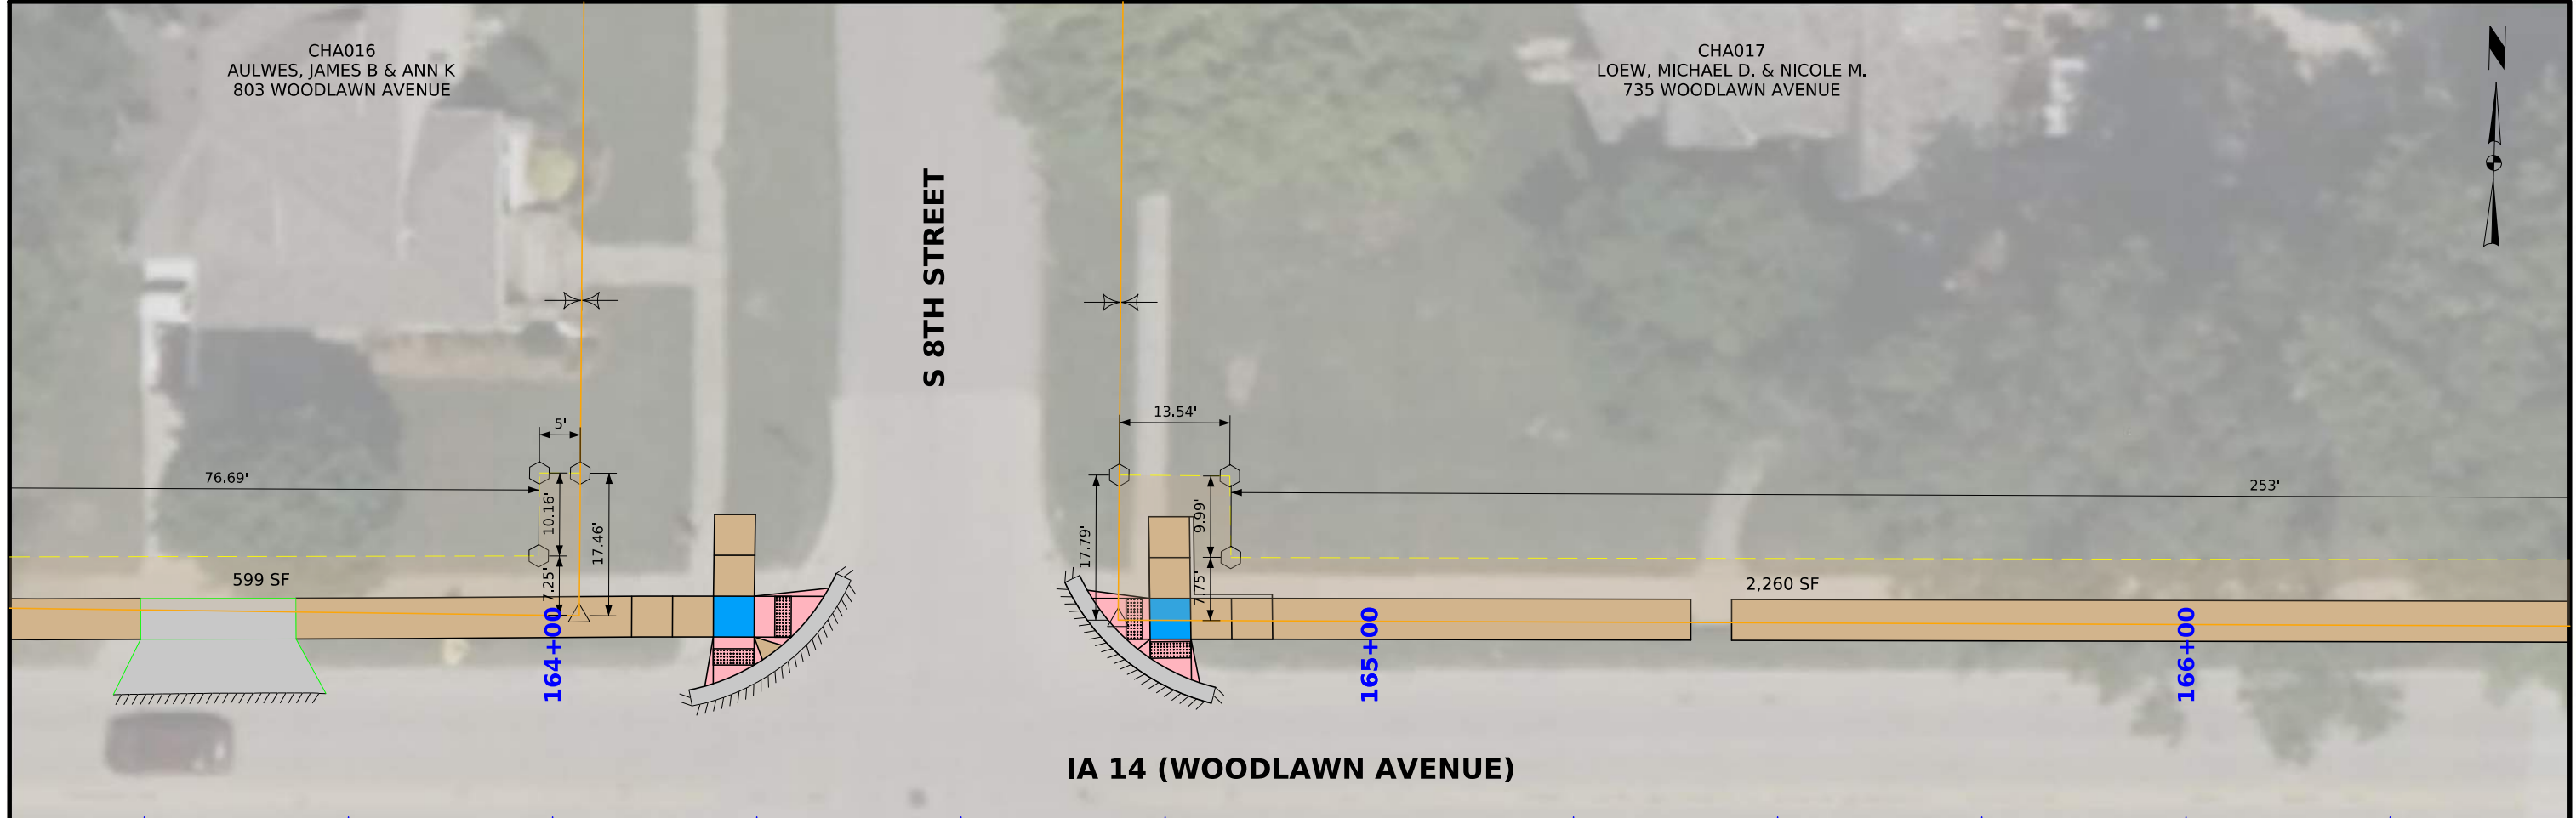 CHA016
AULWES, JAMES B & ANN K
803 WOODLAWN AVENUE
CHA017
LOEW, MICHAEL D. & NICOLE M.
735 WOODLAWN AVENUE
N
S 8TH STREET
5'
13.54'
76.69'
253'
10.16'
17.46'
17.79'
9.99'
7.25'
7.75'
599 SF
2,260 SF
164+00
165+00
166+00
IA 14 (WOODLAWN AVENUE)